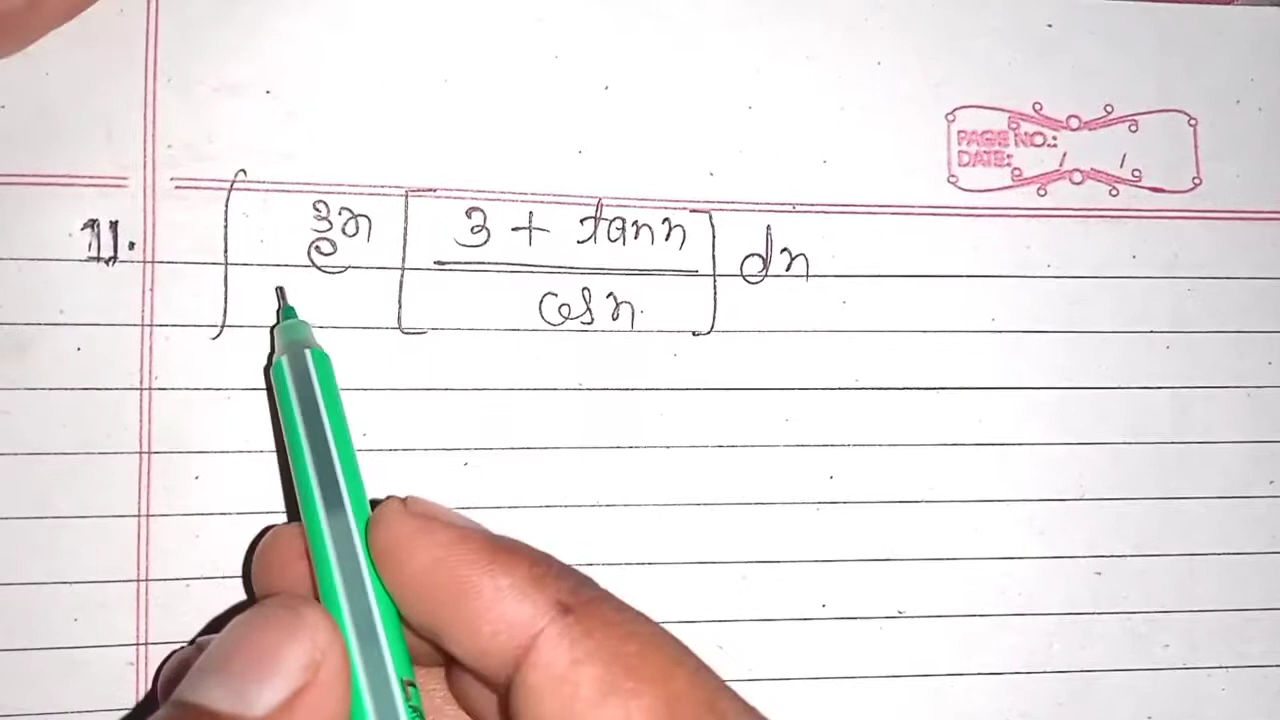 PAGE NO.:
DATE: / /
11. ∫ e^{3x} [ (3 + tan x) / (cos x) ] dx